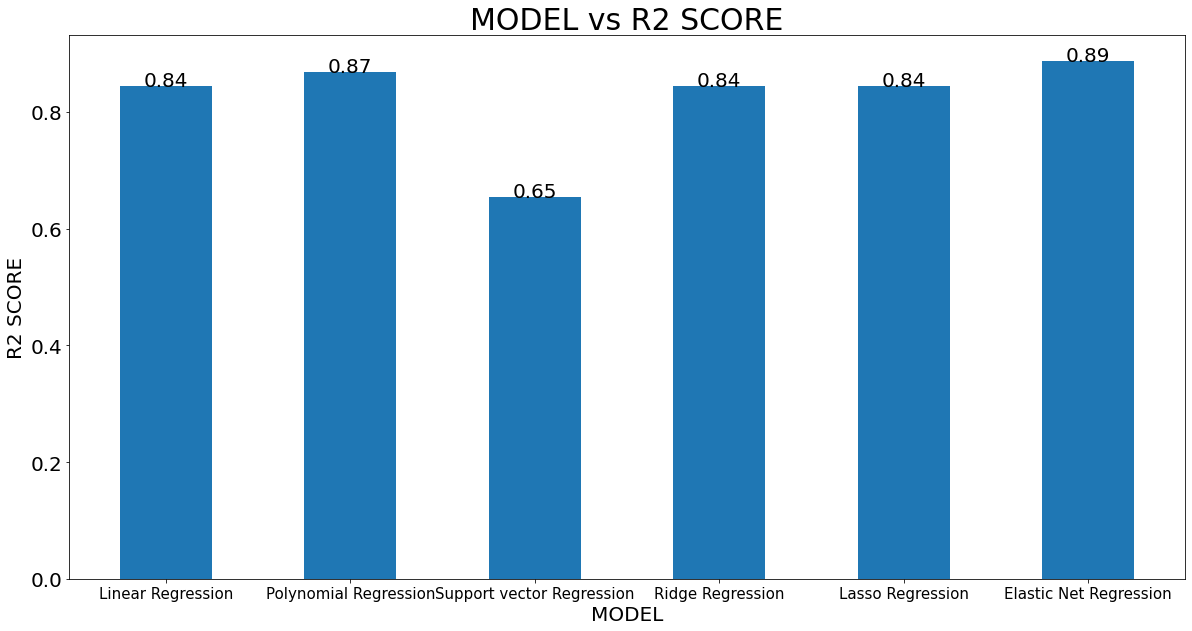 MODEL vs R2 SCORE
0.84
0.87
0.65
0.84
0.84
0.89
0.8
0.6
0.4
0.2
0.0
R2 SCORE
Linear Regression
Polynomial Regression
Support vector Regression
Ridge Regression
Lasso Regression
Elastic Net Regression
MODEL